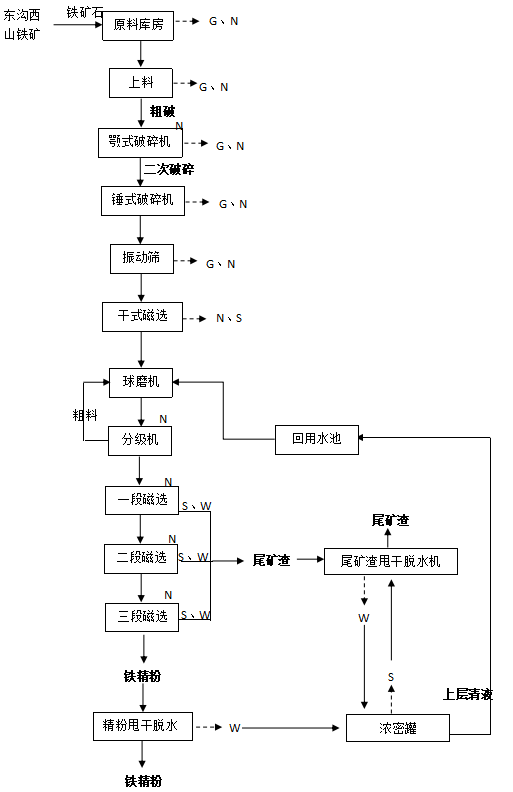 东沟西
山铁矿
铁矿石
原料库房
G、N
上料
G、N
粗破
N
颚式破碎机
G、N
二次破碎
锤式破碎机
G、N
振动筛
G、N
干式磁选
N、S
球磨机
粗料
N
分级机
回用水池
N
一段磁选
S、W
N
二段磁选
S、W
尾矿渣
尾矿渣
尾矿渣甩干脱水机
N
三段磁选
S、W
W
S
铁精粉
上层清液
精粉甩干脱水
W
浓密罐
铁精粉